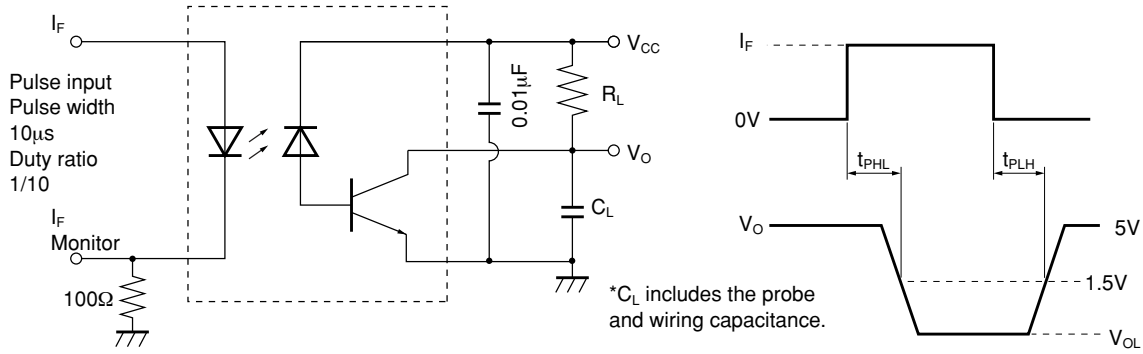 I_F
Pulse input
Pulse width
10μs
Duty ratio
1/10
I_F
Monitor
100Ω
0.01μF
V_CC
R_L
V_O
C_L
*C_L includes the probe
and wiring capacitance.
I_F
0V
t_PHL
t_PLH
V_O
5V
1.5V
V_OL